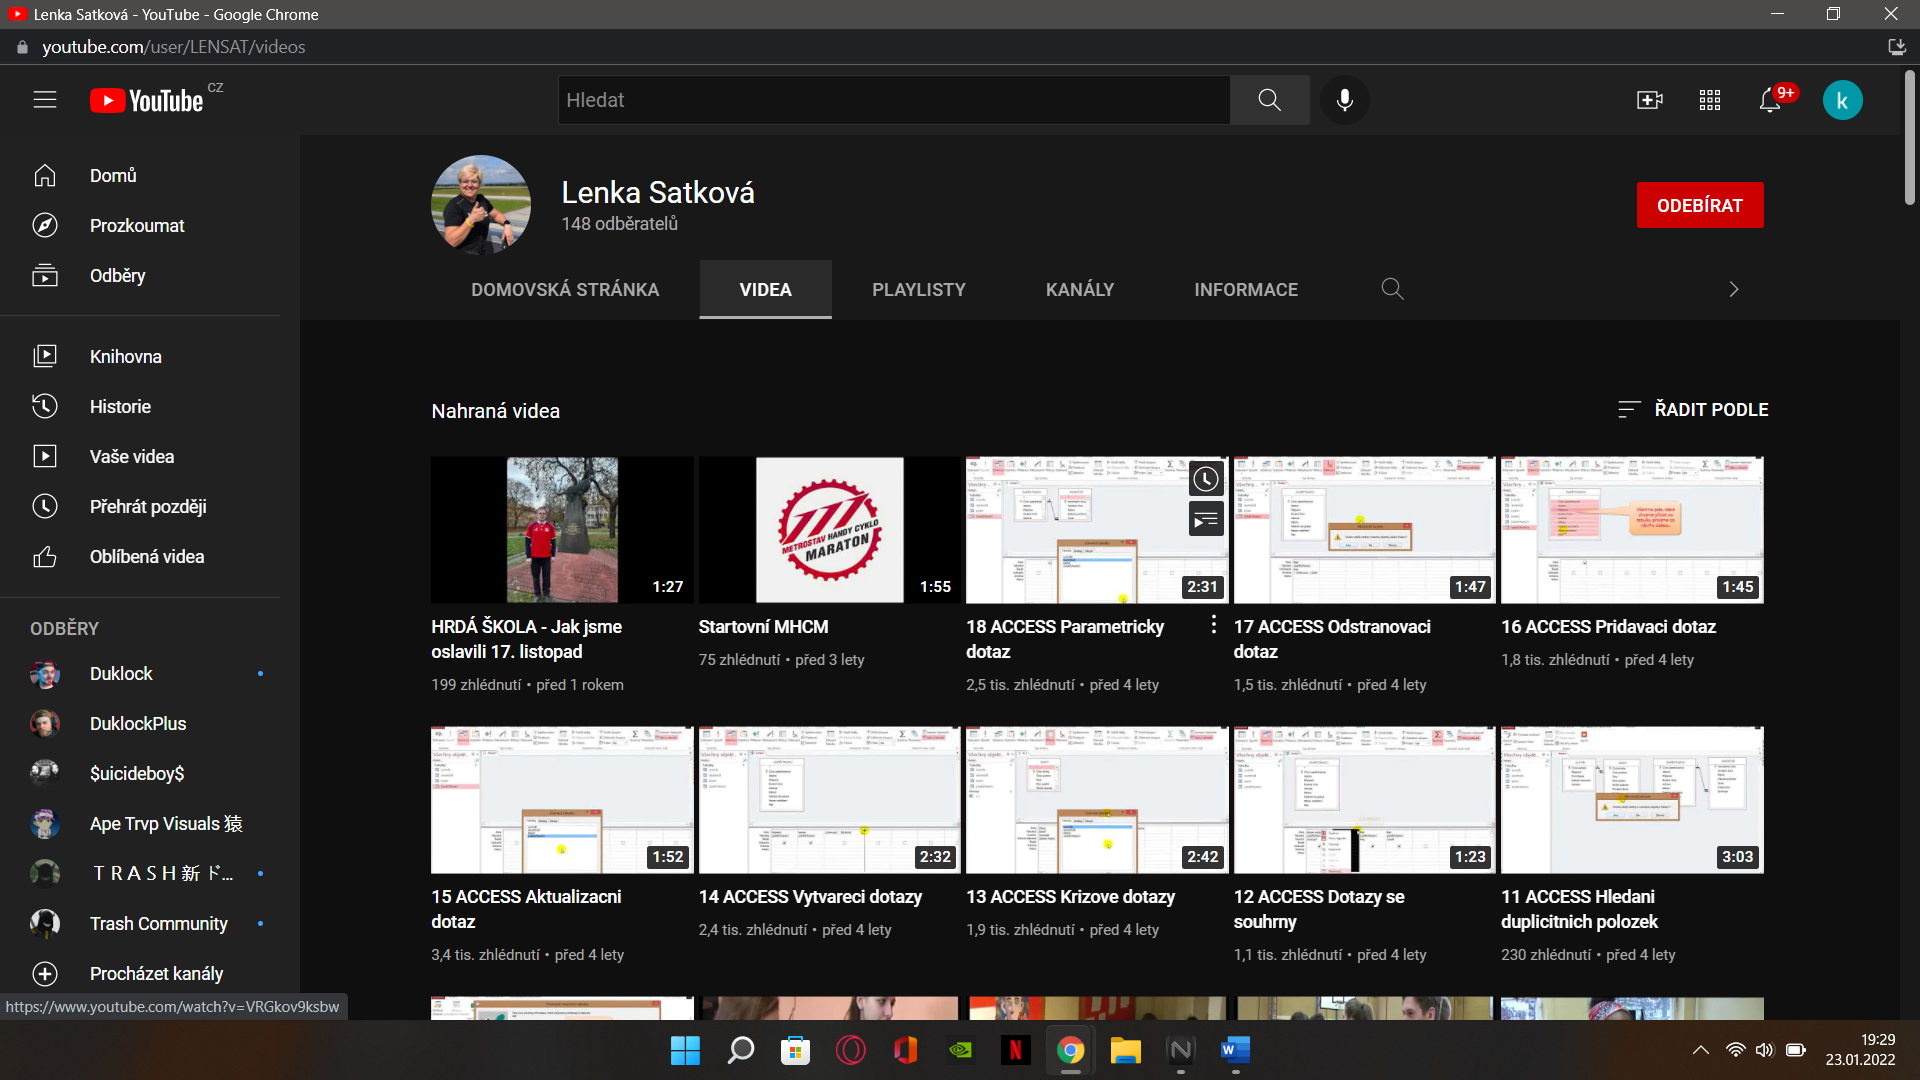 Lenka Satková - YouTube - Google Chrome
youtube.com/user/LENSAT/videos
YouTube CZ
Hledat
9+
k
Domů
Prozkoumat
Odběry
Knihovna
Historie
Vaše videa
Přehrát později
Oblíbená videa
ODBĚRY
Duklock
DuklockPlus
$uicideboy$
Ape Trvp Visuals 猿
ＴＲＡＳＨ新 ド...
Trash Community
Procházet kanály
https://www.youtube.com/watch?v=VRGkov9ksbw
Lenka Satková
148 odběratelů
ODEBÍRAT
DOMOVSKÁ STRÁNKA VIDEA PLAYLISTY KANÁLY INFORMACE
Nahraná videa
ŘADIT PODLE
1:27
HRDÁ ŠKOLA - Jak jsme
oslavili 17. listopad
199 zhlédnutí • před 1 rokem
METROSTAV HANDY CYKLO
MARATON
1:55
Startovní MHCM
75 zhlédnutí • před 3 lety
2:31
18 ACCESS Parametricky
dotaz
2,5 tis. zhlédnutí • před 4 lety
1:47
17 ACCESS Odstranovaci
dotaz
1,5 tis. zhlédnutí • před 4 lety
1:45
16 ACCESS Pridavaci dotaz
1,8 tis. zhlédnutí • před 4 lety
1:52
15 ACCESS Aktualizacni
dotaz
3,4 tis. zhlédnutí • před 4 lety
2:32
14 ACCESS Vytvareci dotazy
2,4 tis. zhlédnutí • před 4 lety
2:42
13 ACCESS Krizove dotazy
1,9 tis. zhlédnutí • před 4 lety
1:23
12 ACCESS Dotazy se
souhrny
1,1 tis. zhlédnutí • před 4 lety
3:03
11 ACCESS Hledani
duplicitnich polozek
230 zhlédnutí • před 4 lety
19:29
23.01.2022